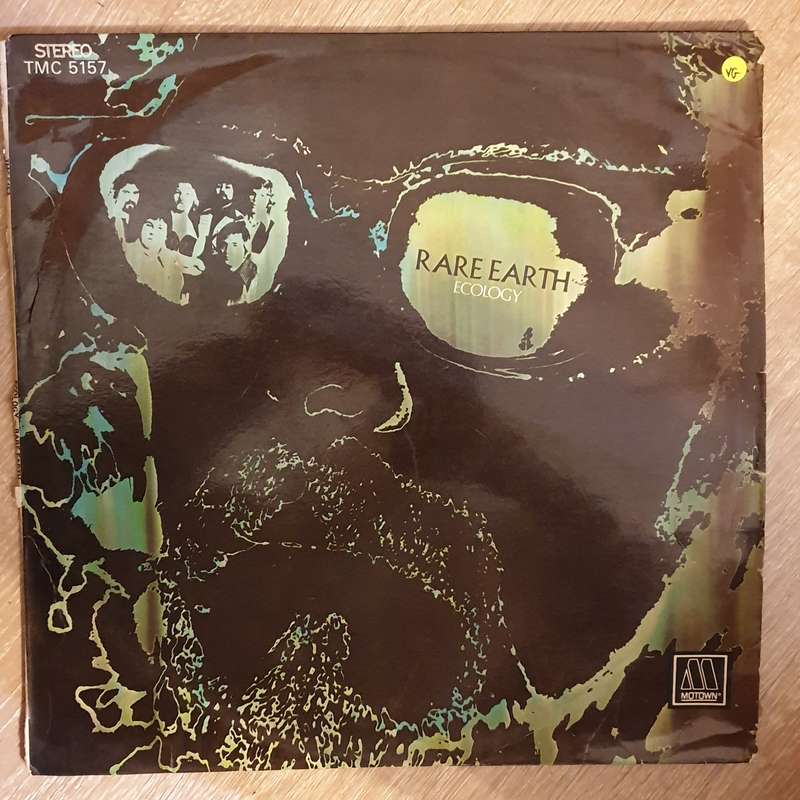 STEREO
TMC 5157
VG
RARE EARTH
ECOLOGY
M
MOTOWN®